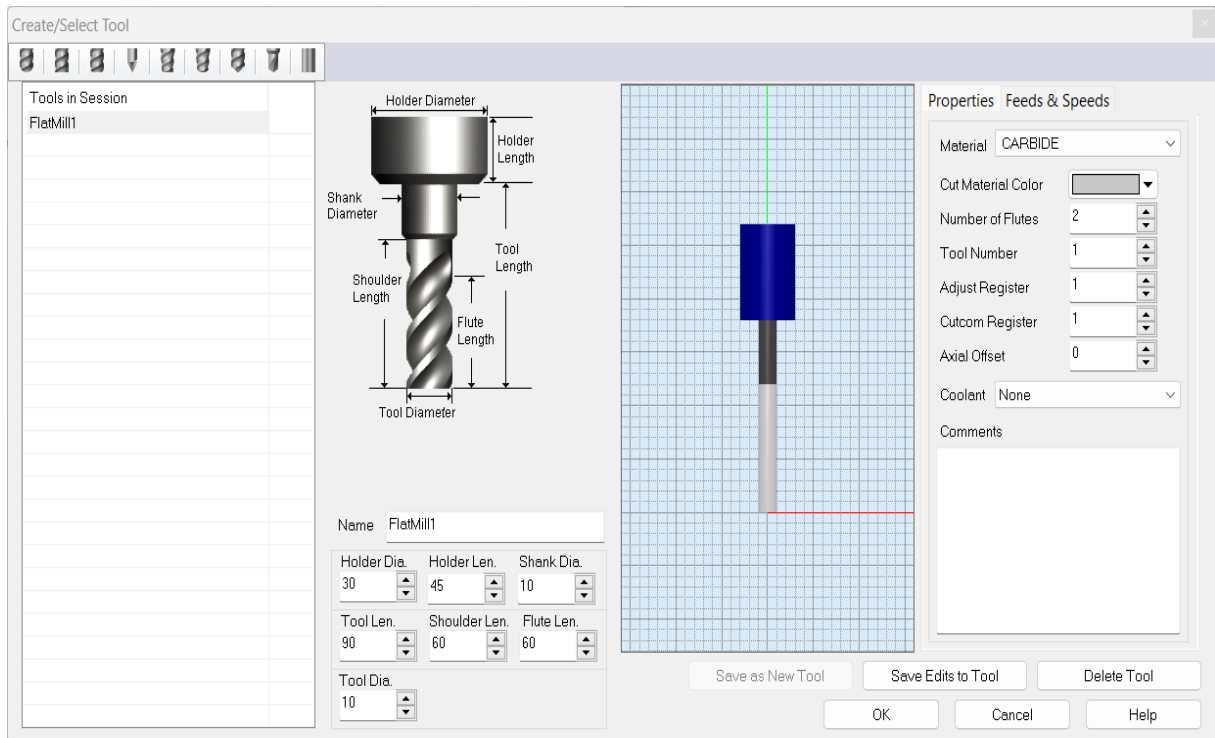 Create/Select Tool
Tools in Session
FlatMill1
Holder Diameter
Holder
Length
Shank
Diameter
Tool
Length
Shoulder
Length
Flute
Length
Tool Diameter
Name FlatMill1
Holder Dia. Holder Len. Shank Dia.
30 45 10
Tool Len. Shoulder Len. Flute Len.
90 60 60
Tool Dia.
10
Properties Feeds & Speeds
Material CARBIDE
Cut Material Color
Number of Flutes 2
Tool Number 1
Adjust Register 1
Cutcom Register 1
Axial Offset 0
Coolant None
Comments
Save as New Tool Save Edits to Tool Delete Tool
OK Cancel Help